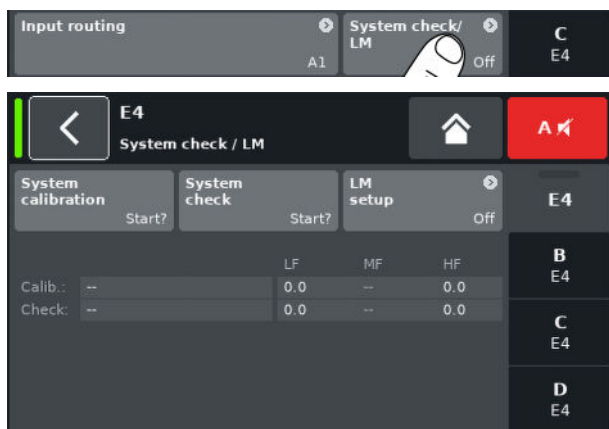 Input routing
A1
System check/
LM
Off
C
E4
E4
System check / LM
A
System
calibration
Start?
System
check
Start?
LM
setup
Off
E4
LF MF HF
Calib.: -- 0.0 -- 0.0
Check: -- 0.0 -- 0.0
B
E4
C
E4
D
E4